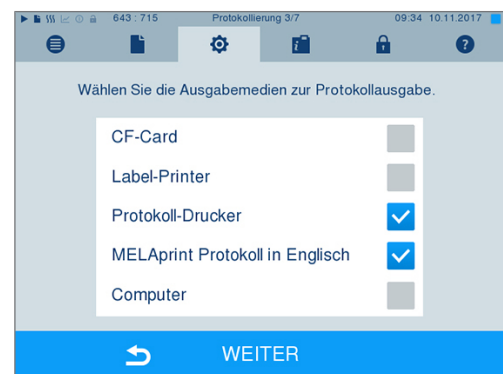 643 : 715 Protokollierung 3/7 09:34 10.11.2017
Wählen Sie die Ausgabemedien zur Protokollausgabe.
CF-Card
Label-Printer
Protokoll-Drucker
MELAprint Protokoll in Englisch
Computer
WEITER